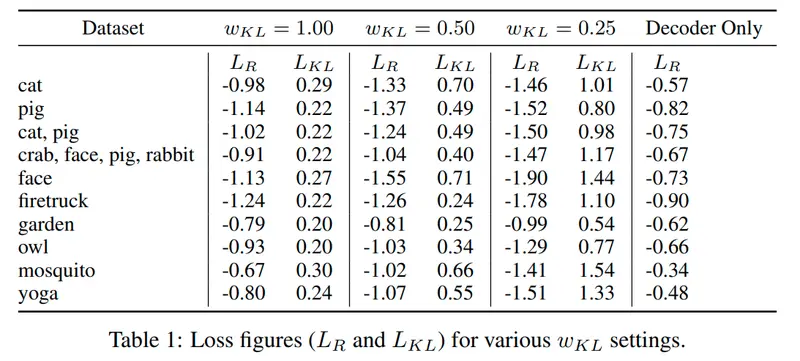 Dataset w_{KL} = 1.00 w_{KL} = 0.50 w_{KL} = 0.25 Decoder Only
L_R L_{KL} L_R L_{KL} L_R L_{KL} L_R
cat -0.98 0.29 -1.33 0.70 -1.46 1.01 -0.57
pig -1.14 0.22 -1.37 0.49 -1.52 0.80 -0.82
cat, pig -1.02 0.22 -1.24 0.49 -1.50 0.98 -0.75
crab, face, pig, rabbit -0.91 0.22 -1.04 0.40 -1.47 1.17 -0.67
face -1.13 0.27 -1.55 0.71 -1.90 1.44 -0.73
firetruck -1.24 0.22 -1.26 0.24 -1.78 1.10 -0.90
garden -0.79 0.20 -0.81 0.25 -0.99 0.54 -0.62
owl -0.93 0.20 -1.03 0.34 -1.29 0.77 -0.66
mosquito -0.67 0.30 -1.02 0.66 -1.41 1.54 -0.34
yoga -0.80 0.24 -1.07 0.55 -1.51 1.33 -0.48
Table 1: Loss figures (L_R and L_{KL}) for various w_{KL} settings.